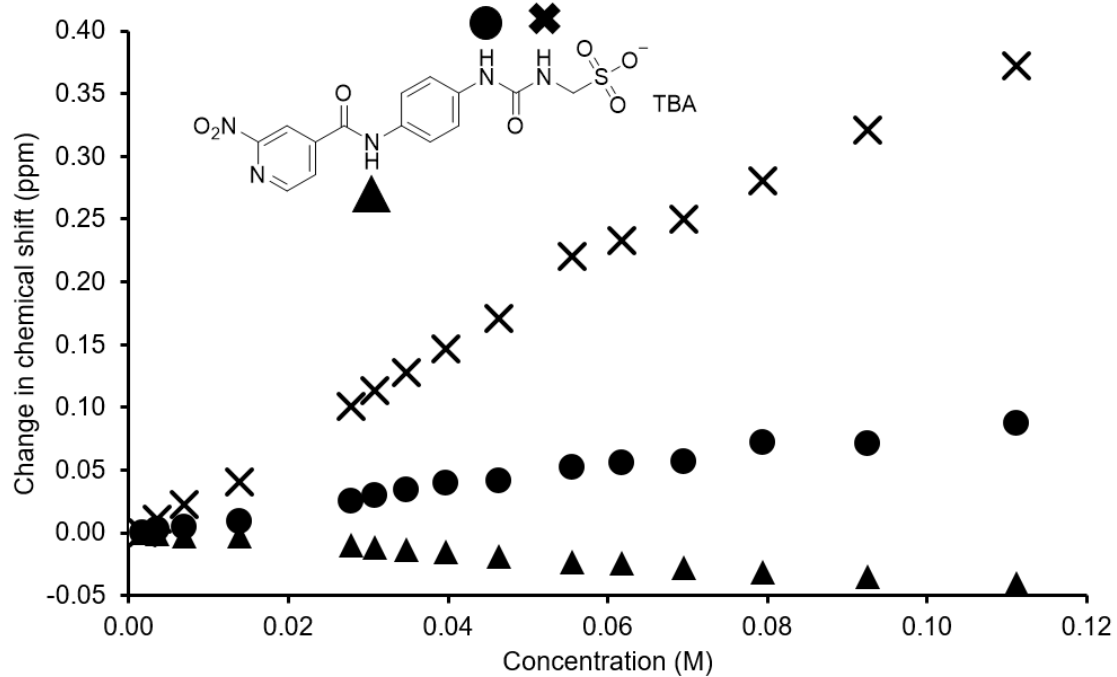 0.40
0.35
0.30
0.25
0.20
0.15
0.10
0.05
0.00
-0.05
Change in chemical shift (ppm)
H
N
H
N
O
O
S
O⁻
O
TBA
O
O
N
H
O₂N
N
0.00 0.02 0.04 0.06 0.08 0.10 0.12
Concentration (M)